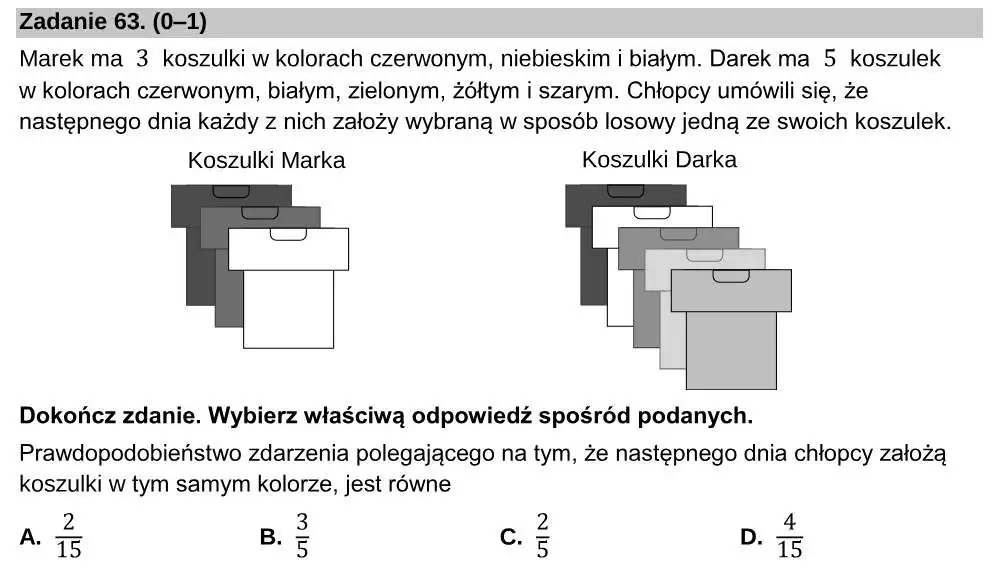 Zadanie 63. (0–1)
Marek ma 3 koszulki w kolorach czerwonym, niebieskim i białym. Darek ma 5 koszulek
w kolorach czerwonym, białym, zielonym, żółtym i szarym. Chłopcy umówili się, że
następnego dnia każdy z nich założy wybraną w sposób losowy jedną ze swoich koszulek.
Koszulki Marka Koszulki Darka
Dokończ zdanie. Wybierz właściwą odpowiedź spośród podanych.
Prawdopodobieństwo zdarzenia polegającego na tym, że następnego dnia chłopcy założą
koszulki w tym samym kolorze, jest równe
A. 2/15 B. 3/5 C. 2/5 D. 4/15